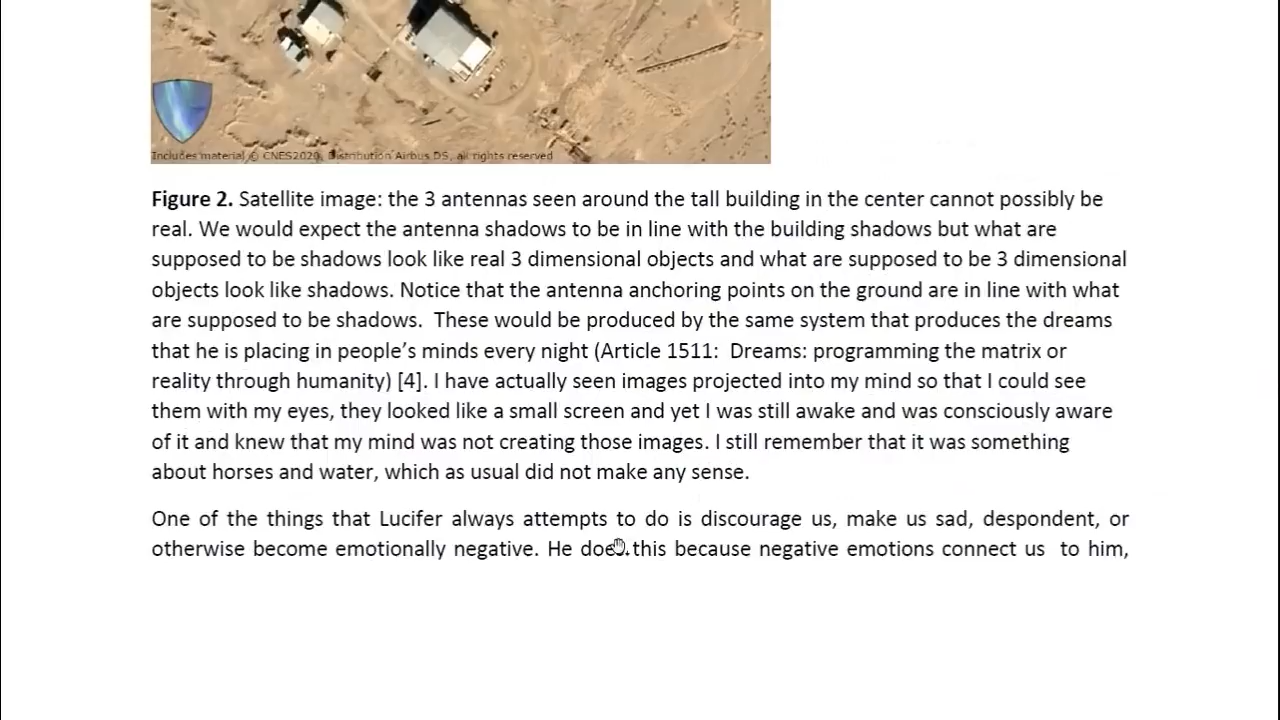 Includes material © CNES2020, Distribution Airbus DS, all rights reserved
Figure 2. Satellite image: the 3 antennas seen around the tall building in the center cannot possibly be
real. We would expect the antenna shadows to be in line with the building shadows but what are
supposed to be shadows look like real 3 dimensional objects and what are supposed to be 3 dimensional
objects look like shadows. Notice that the antenna anchoring points on the ground are in line with what
are supposed to be shadows. These would be produced by the same system that produces the dreams
that he is placing in people’s minds every night (Article 1511: Dreams: programming the matrix or
reality through humanity) [4]. I have actually seen images projected into my mind so that I could see
them with my eyes, they looked like a small screen and yet I was still awake and was consciously aware
of it and knew that my mind was not creating those images. I still remember that it was something
about horses and water, which as usual did not make any sense.
One of the things that Lucifer always attempts to do is discourage us, make us sad, despondent, or
otherwise become emotionally negative. He does this because negative emotions connect us to him,